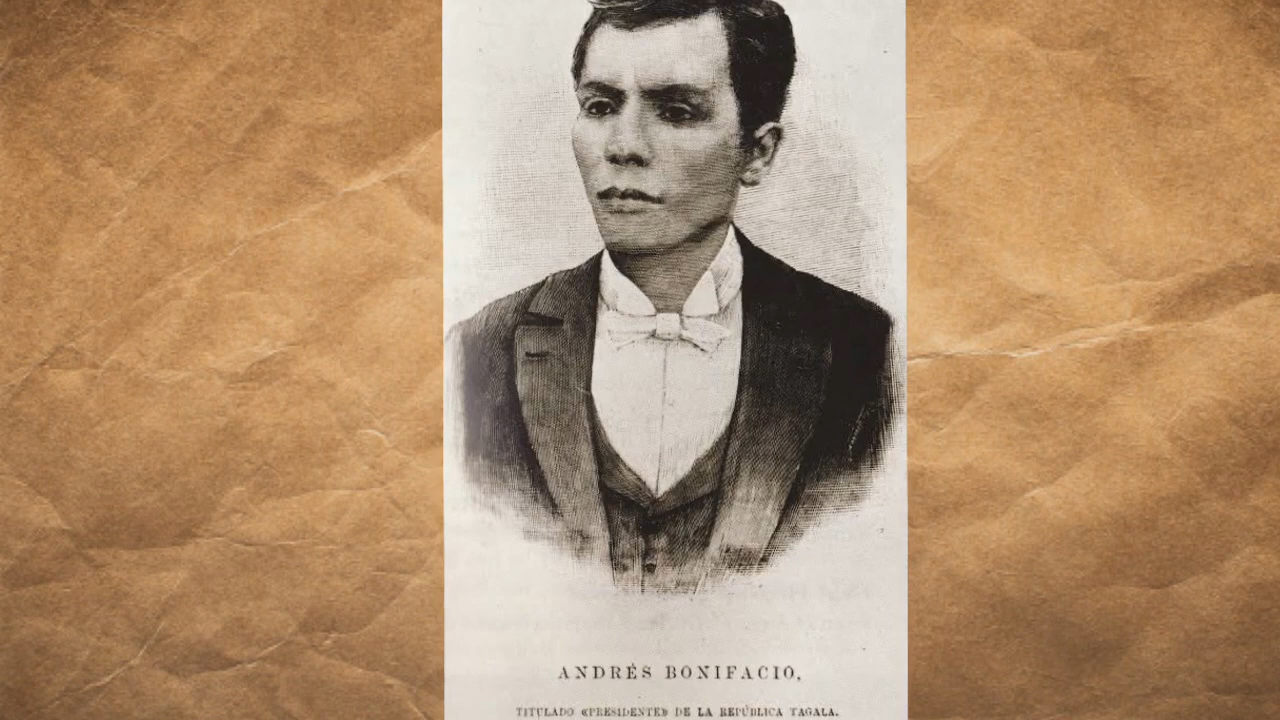 ANDRÉS BONIFACIO,
TITULADO «PRESIDENTE» DE LA REPÚBLICA TAGALA.